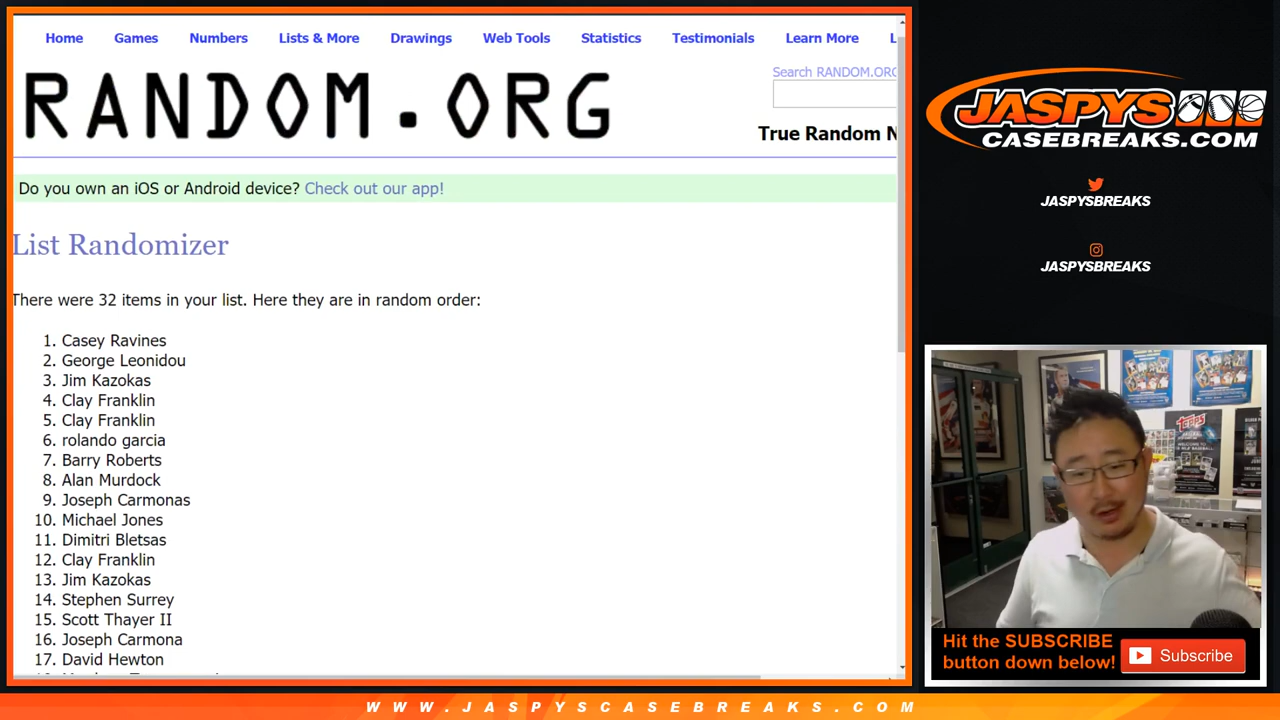 Home Games Numbers Lists & More Drawings Web Tools Statistics Testimonials Learn More L
RANDOM.ORG
Search RANDOM.ORG
True Random N
Do you own an iOS or Android device? Check out our app!
List Randomizer
There were 32 items in your list. Here they are in random order:
1. Casey Ravines
2. George Leonidou
3. Jim Kazokas
4. Clay Franklin
5. Clay Franklin
6. rolando garcia
7. Barry Roberts
8. Alan Murdock
9. Joseph Carmonas
10. Michael Jones
11. Dimitri Bletsas
12. Clay Franklin
13. Jim Kazokas
14. Stephen Surrey
15. Scott Thayer II
16. Joseph Carmona
17. David Hewton
JASPYS
CASEBREAKS.COM
JASPYSBREAKS
JASPYSBREAKS
TOPPS
Hit the SUBSCRIBE
button down below!
Subscribe
WWW.JASPYSCASEBREAKS.COM